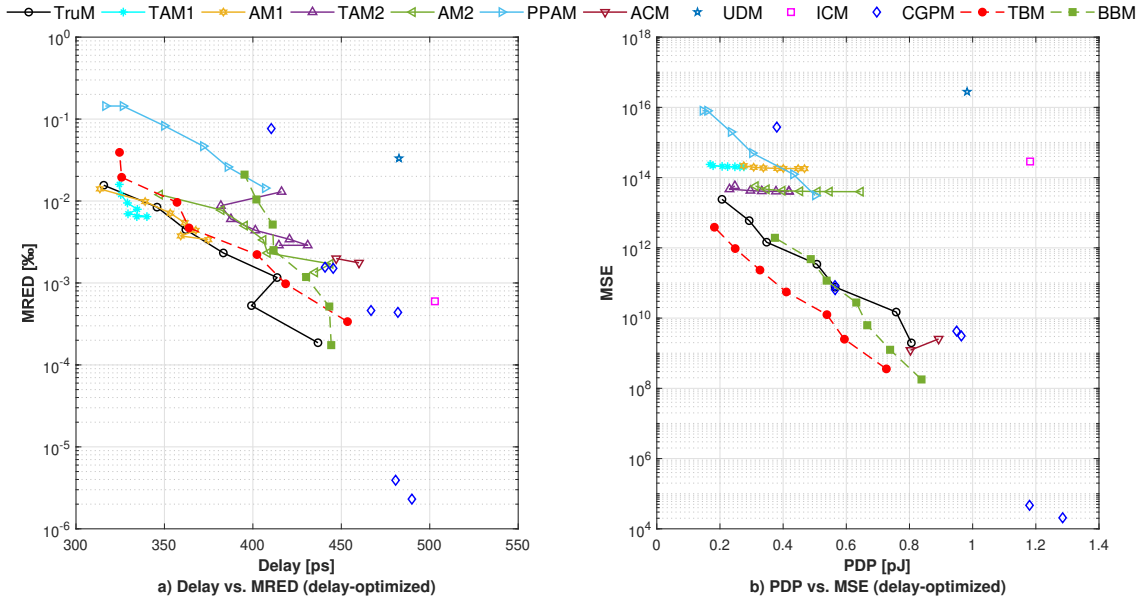 TruM TAM1 AM1 TAM2 AM2 PPAM ACM UDM ICM CGPM TBM BBM
10^0
10^-1
10^-2
10^-3
10^-4
10^-5
10^-6
MRED [‰]
300 350 400 450 500 550
Delay [ps]
a) Delay vs. MRED (delay-optimized)
10^18
10^16
10^14
10^12
10^10
10^8
10^6
10^4
MSE
0 0.2 0.4 0.6 0.8 1 1.2 1.4
PDP [pJ]
b) PDP vs. MSE (delay-optimized)